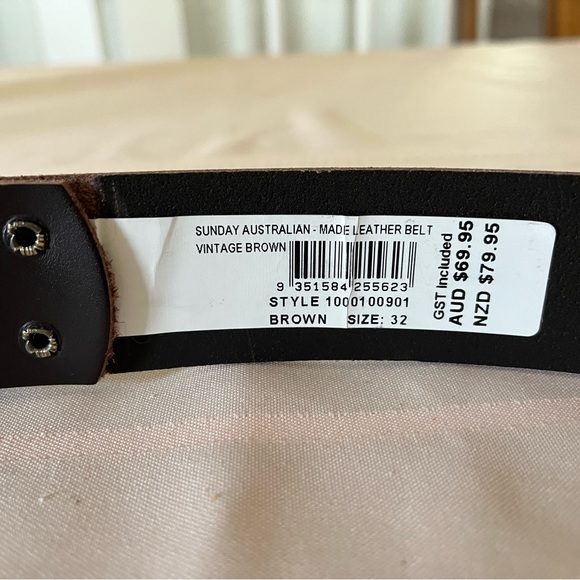 SUNDAY AUSTRALIAN - MADE LEATHER BELT
VINTAGE BROWN
9 351584 255623
STYLE 1000100901
BROWN SIZE: 32
GST Included
AUD $69.95
NZD $79.95